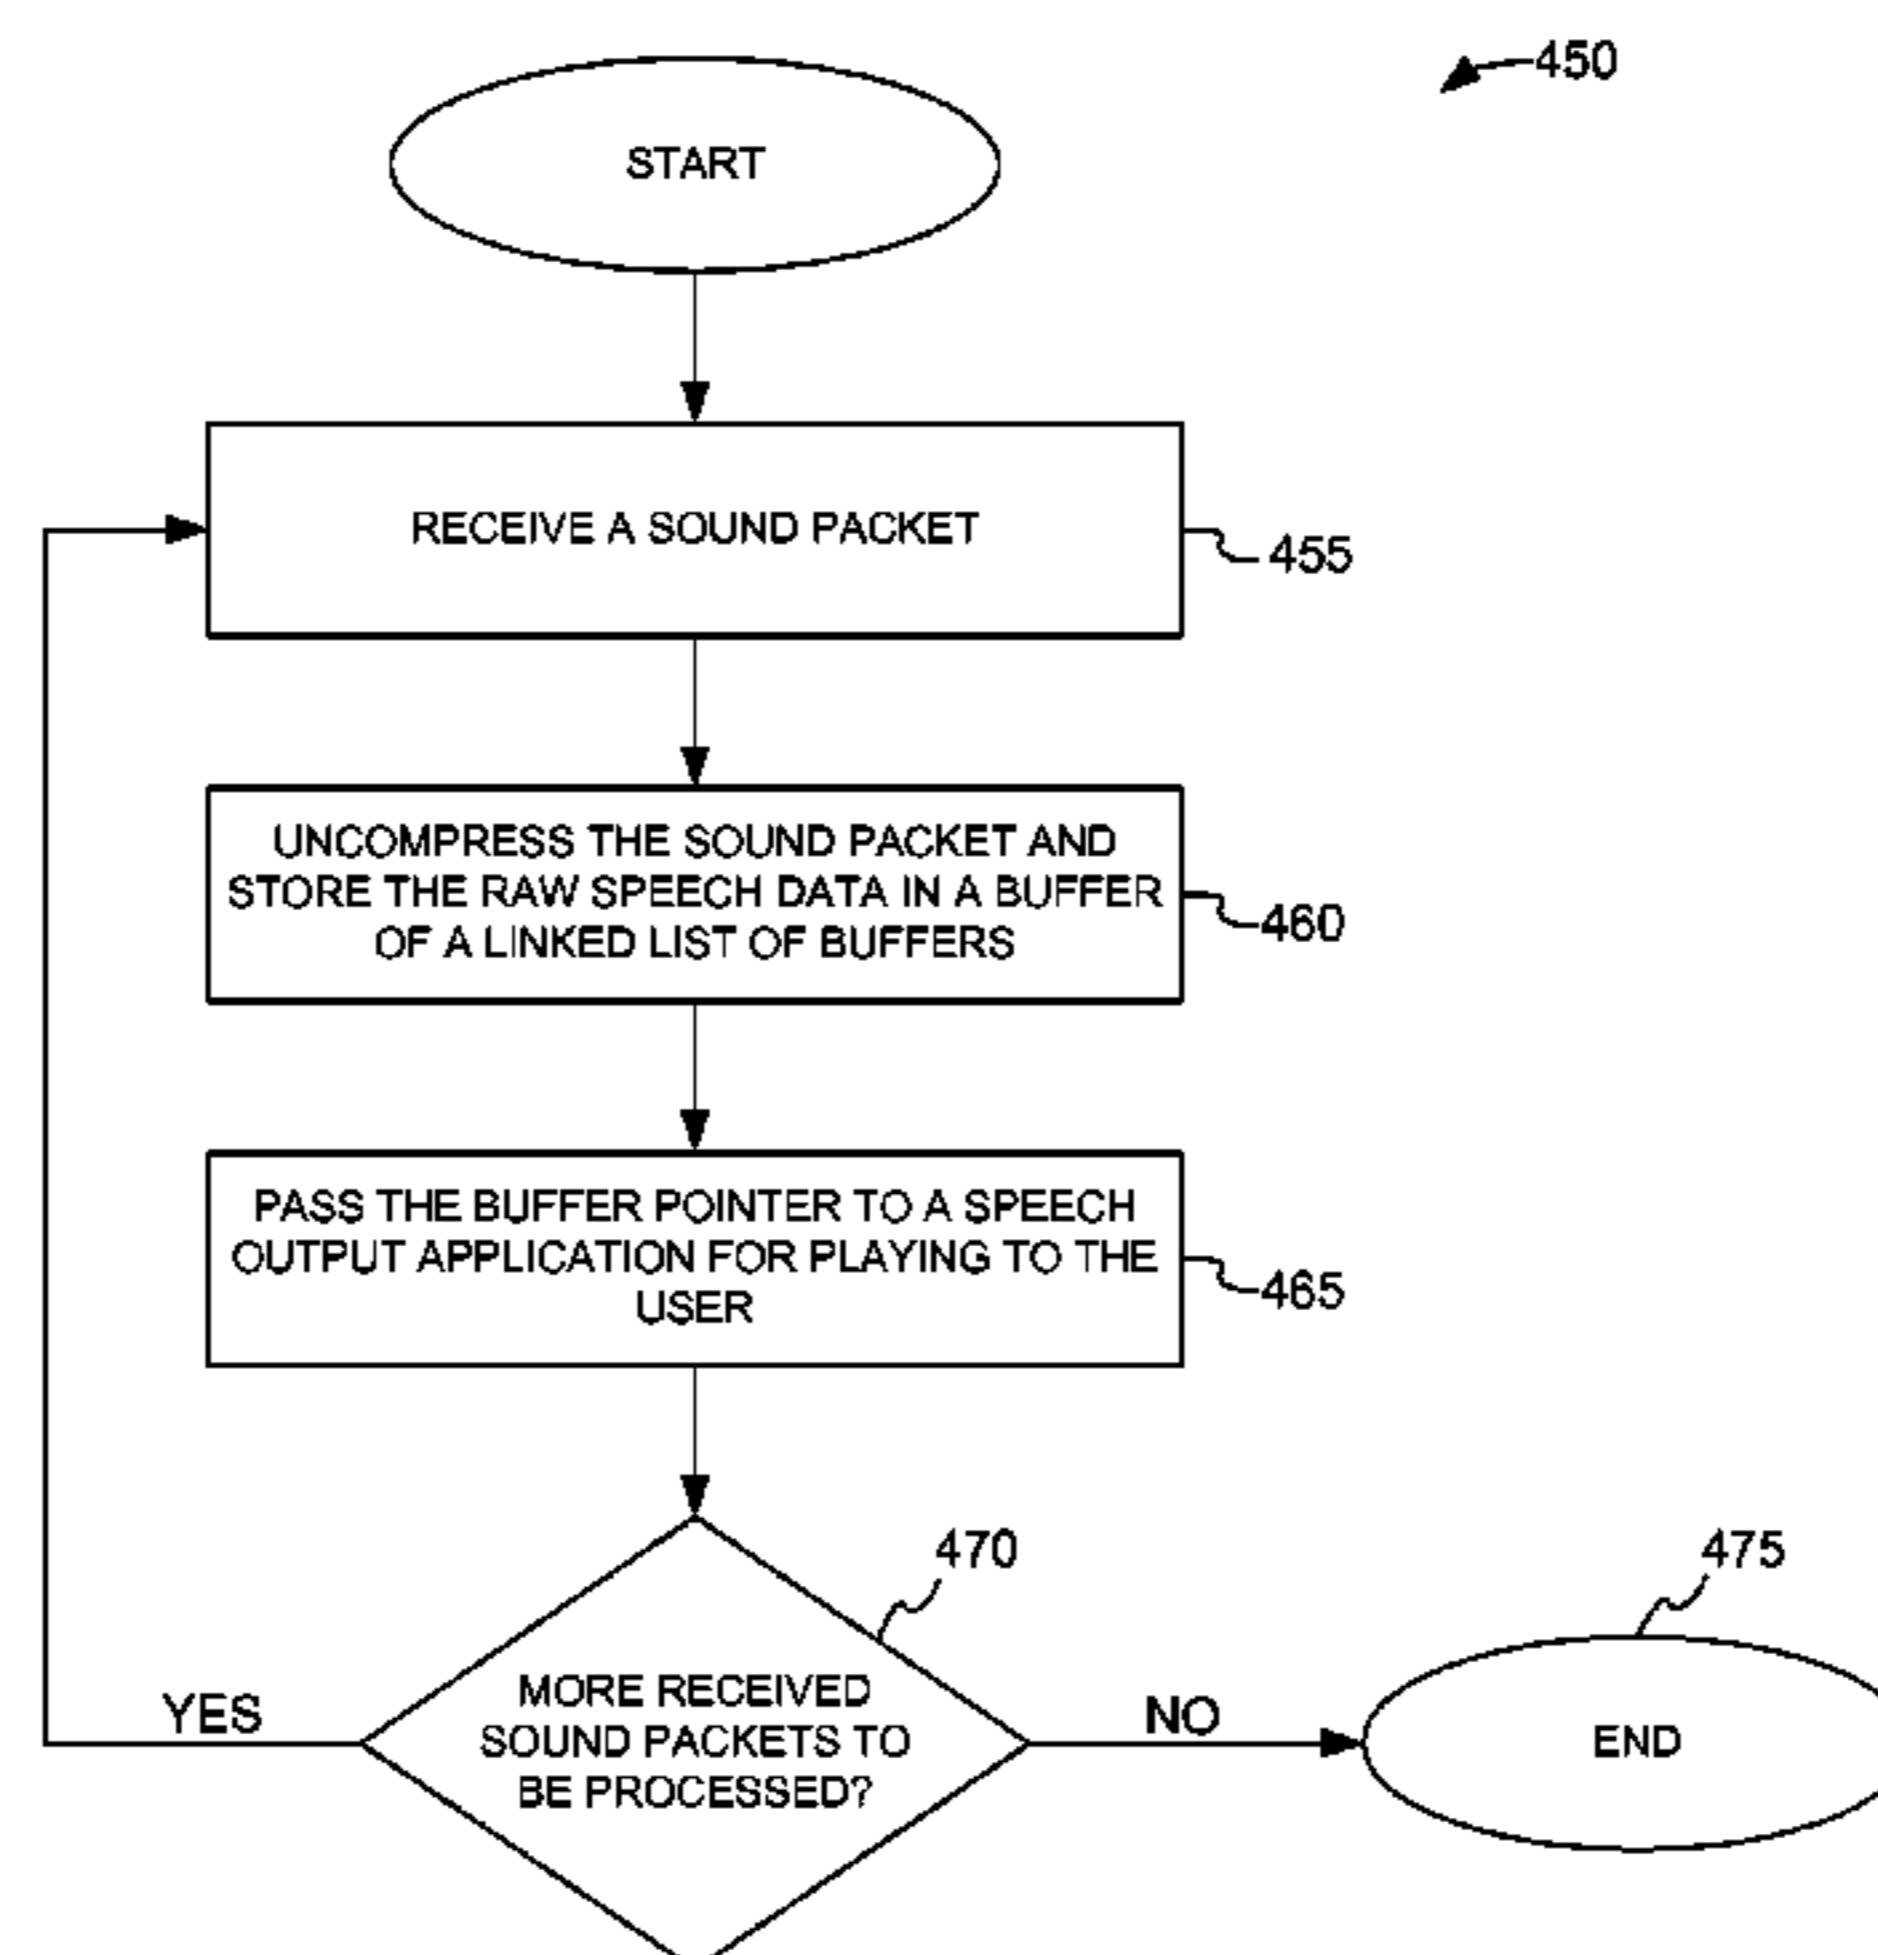 450
START
RECEIVE A SOUND PACKET
455
UNCOMPRESS THE SOUND PACKET AND
STORE THE RAW SPEECH DATA IN A BUFFER
OF A LINKED LIST OF BUFFERS
460
PASS THE BUFFER POINTER TO A SPEECH
OUTPUT APPLICATION FOR PLAYING TO THE
USER
465
470
475
MORE RECEIVED
SOUND PACKETS TO
BE PROCESSED?
YES
NO
END